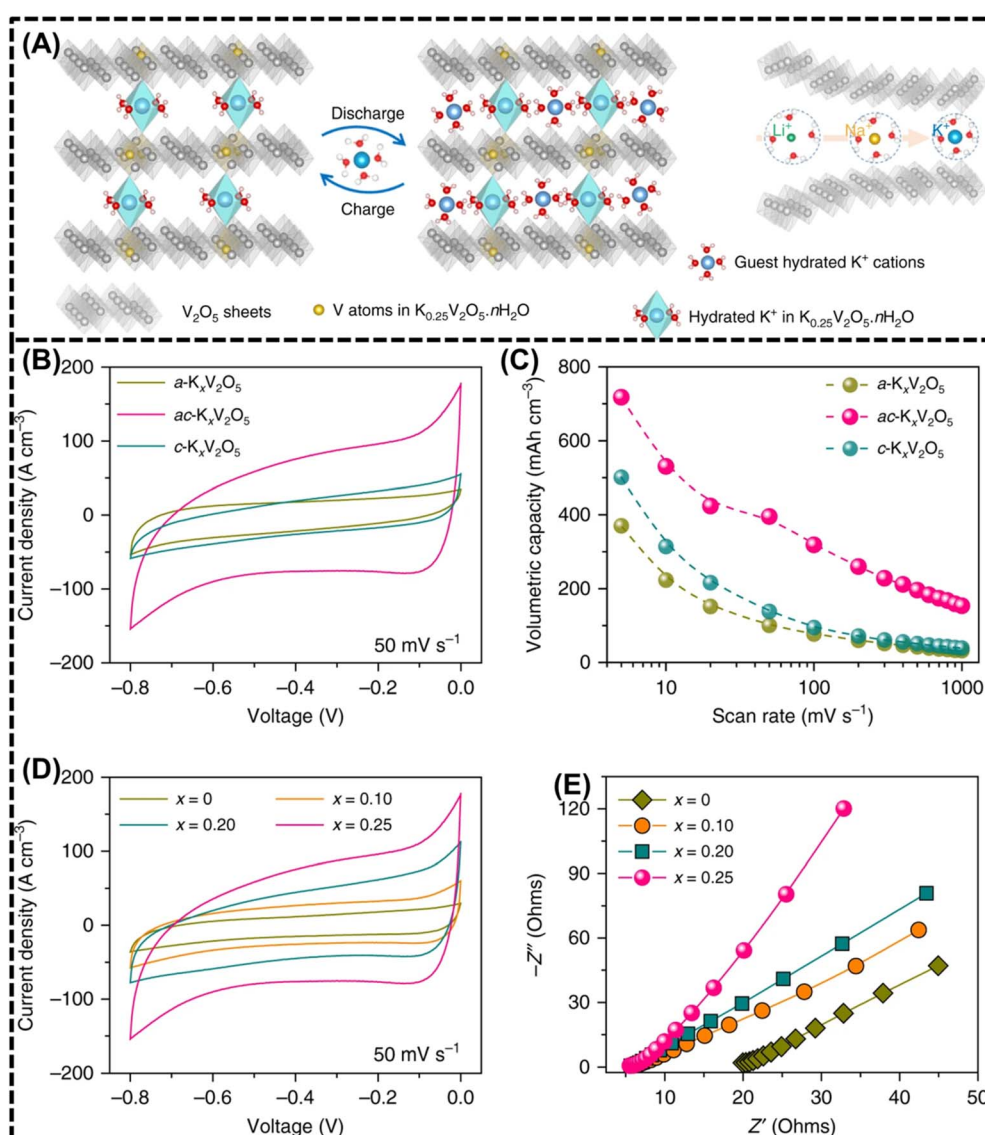 (A)
Discharge
Charge
Li⁺
Na⁺
K⁺
Guest hydrated K⁺ cations
V₂O₅ sheets
V atoms in K₀.₂₅V₂O₅.nH₂O
Hydrated K⁺ in K₀.₂₅V₂O₅.nH₂O
(B)
200
100
0
−100
−200
Current density (A cm⁻³)
a-KₓV₂O₅
ac-KₓV₂O₅
c-KₓV₂O₅
50 mV s⁻¹
−0.8 −0.6 −0.4 −0.2 0.0
Voltage (V)
(C)
800
600
400
200
0
Volumetric capacity (mAh cm⁻³)
a-KₓV₂O₅
ac-KₓV₂O₅
c-KₓV₂O₅
10 100 1000
Scan rate (mV s⁻¹)
(D)
200
100
0
−100
−200
Current density (A cm⁻³)
x = 0 x = 0.10
x = 0.20 x = 0.25
50 mV s⁻¹
−0.8 −0.6 −0.4 −0.2 0.0
Voltage (V)
(E)
120
90
60
30
0
−Z″ (Ohms)
x = 0
x = 0.10
x = 0.20
x = 0.25
10 20 30 40 50
Z′ (Ohms)